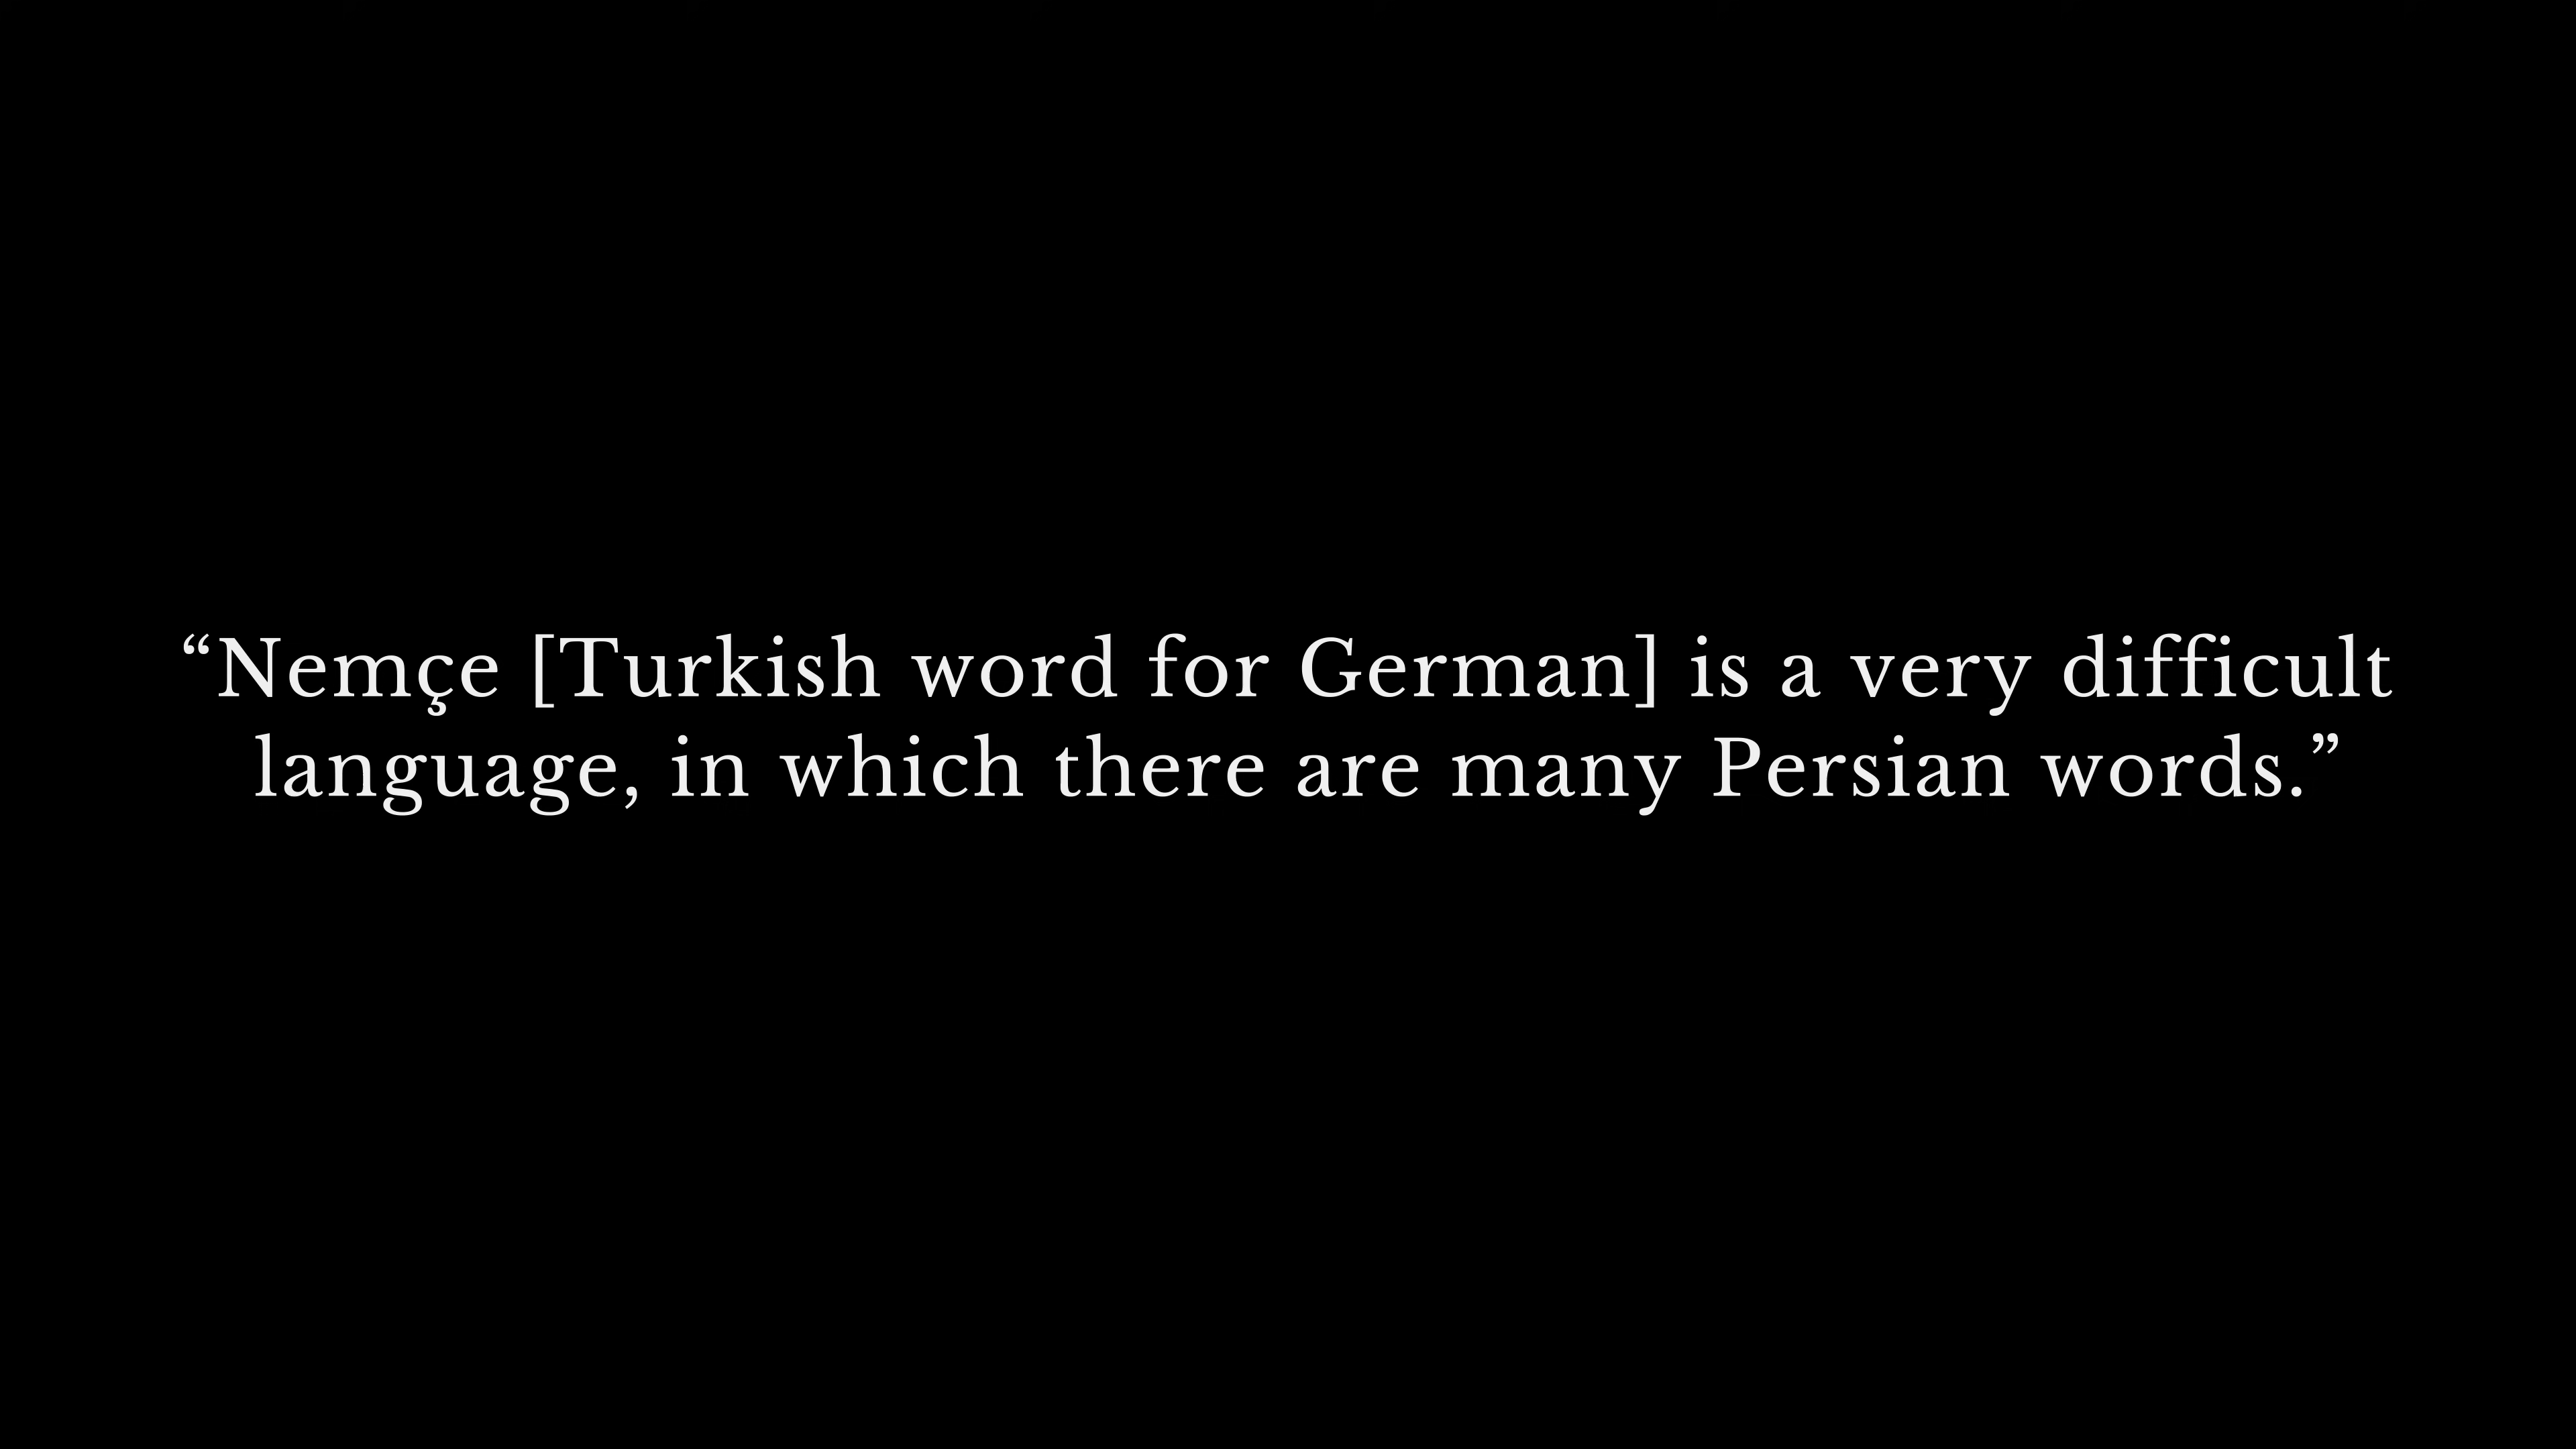 “Nemçe [Turkish word for German] is a very difficult
language, in which there are many Persian words.”